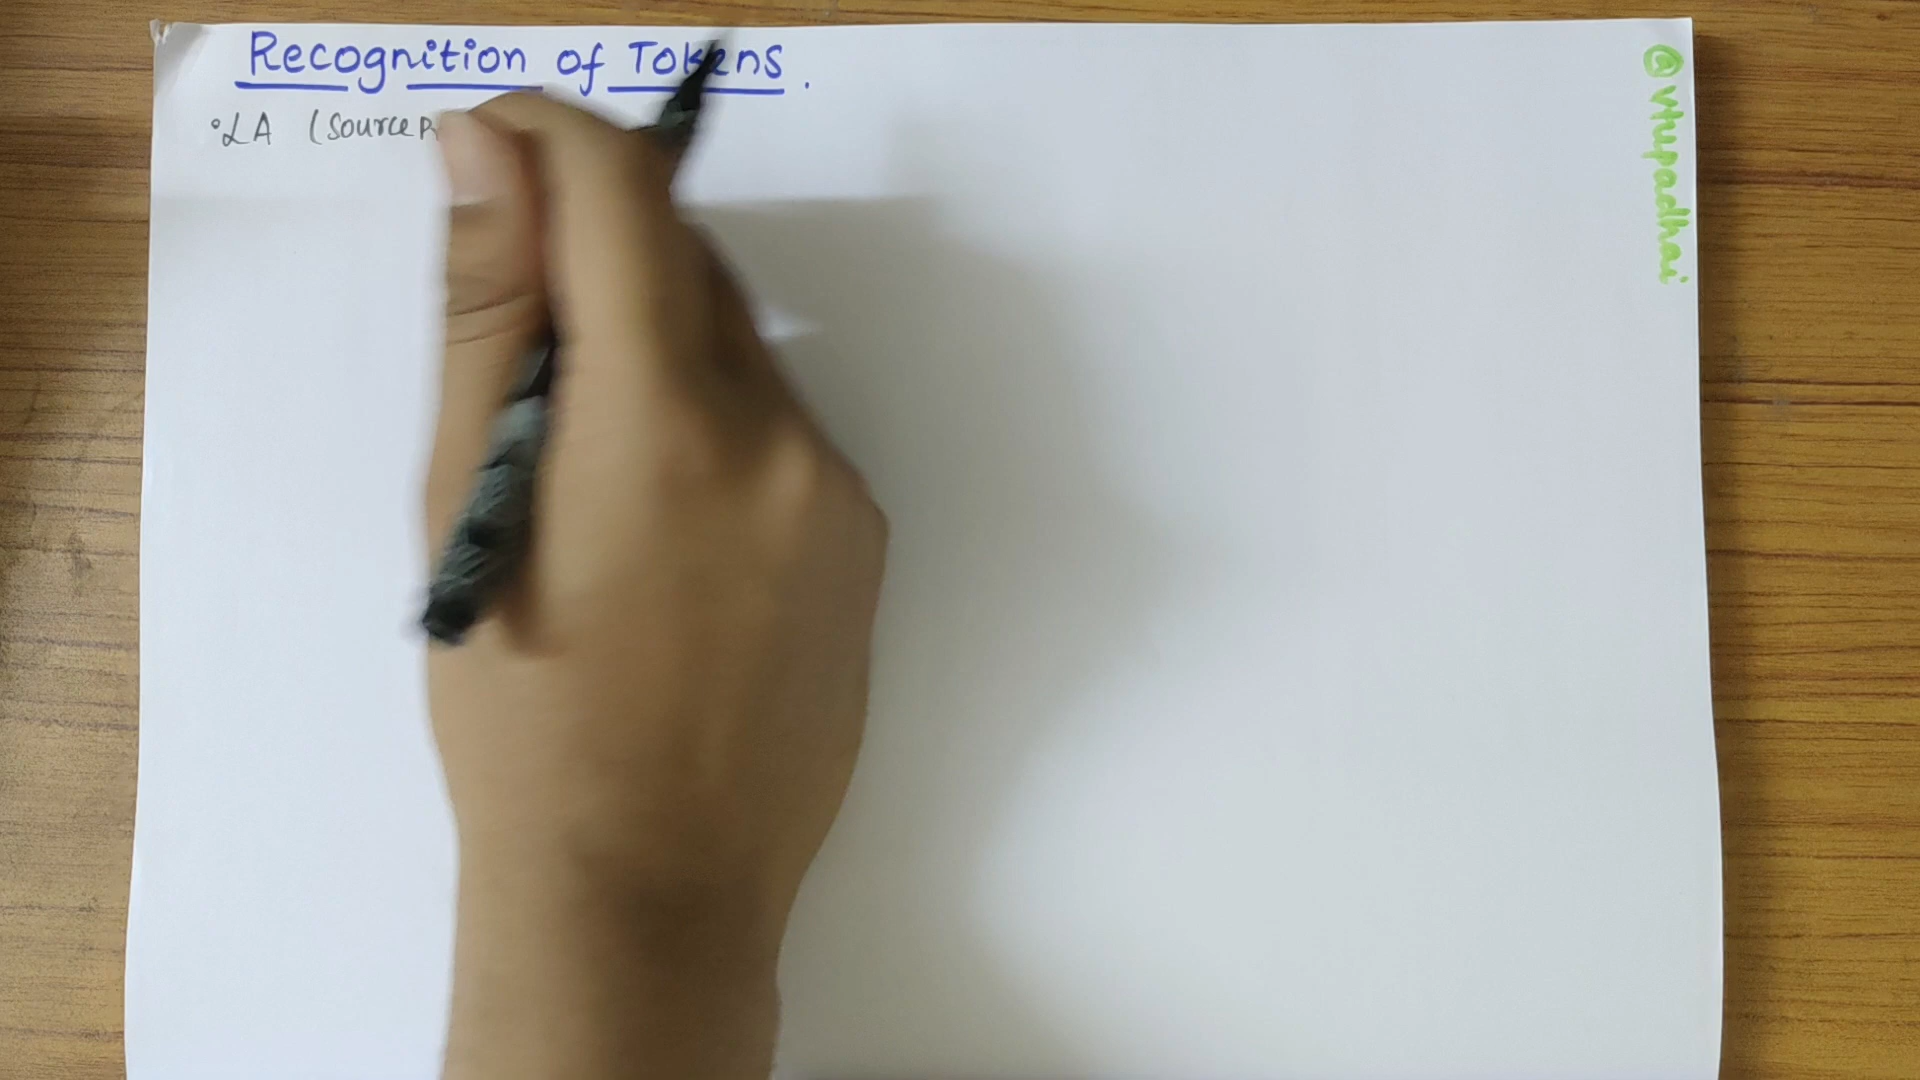 Recognition of Tokens.
• LA (Source
@vtupadhai